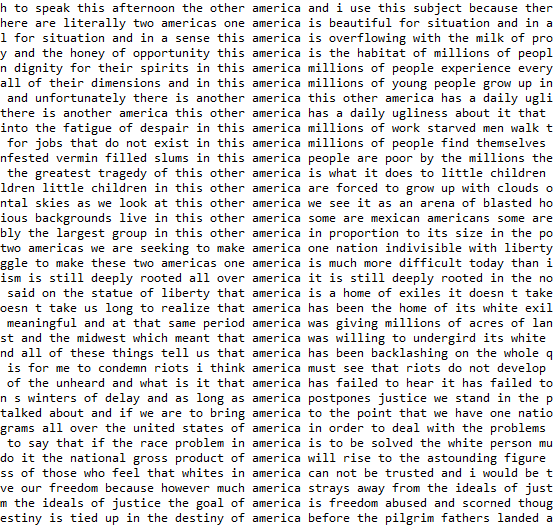 h to speak this afternoon the other america and i use this subject because ther
here are literally two americas one america is beautiful for situation and in a
l for situation and in a sense this america is overflowing with the milk of pro
y and the honey of opportunity this america is the habitat of millions of peopl
n dignity for their spirits in this america millions of people experience every
all of their dimensions and in this america millions of young people grow up in
and unfortunately there is another america this other america has a daily ugli
there is another america this other america has a daily ugliness about it that
into the fatigue of despair in this america millions of work starved men walk t
for jobs that do not exist in this america millions of people find themselves
nfested vermin filled slums in this america people are poor by the millions the
the greatest tragedy of this other america is what it does to little children
ldren little children in this other america are forced to grow up with clouds o
ntal skies as we look at this other america we see it as an arena of blasted ho
ious backgrounds live in this other america some are mexican americans some are
bly the largest group in this other america in proportion to its size in the po
two americas we are seeking to make america one nation indivisible with liberty
ggle to make these two americas one america is much more difficult today than i
ism is still deeply rooted all over america it is still deeply rooted in the no
said on the statue of liberty that america is a home of exiles it doesn t take
oesn t take us long to realize that america has been the home of its white exil
meaningful and at that same period america was giving millions of acres of lan
st and the midwest which meant that america was willing to undergird its white
nd all of these things tell us that america has been backlashing on the whole q
is for me to condemn riots i think america must see that riots do not develop
of the unheard and what is it that america has failed to hear it has failed to
n s winters of delay and as long as america postpones justice we stand in the p
talked about and if we are to bring america to the point that we have one natio
grams all over the united states of america in order to deal with the problems
to say that if the race problem in america is to be solved the white person mu
do it the national gross product of america will rise to the astounding figure
ss of those who feel that whites in america can not be trusted and i would be t
ve our freedom because however much america strays away from the ideals of just
m the ideals of justice the goal of america is freedom abused and scorned thoug
estiny is tied up in the destiny of america before the pilgrim fathers landed